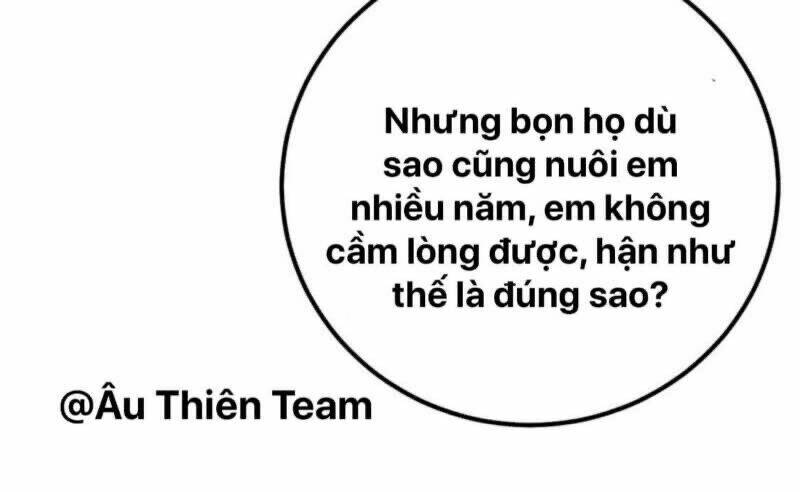 Nhưng bọn họ dù
sao cũng nuôi em
nhiều năm, em không
cầm lòng được, hận như
thế là đúng sao?
@Âu Thiên Team